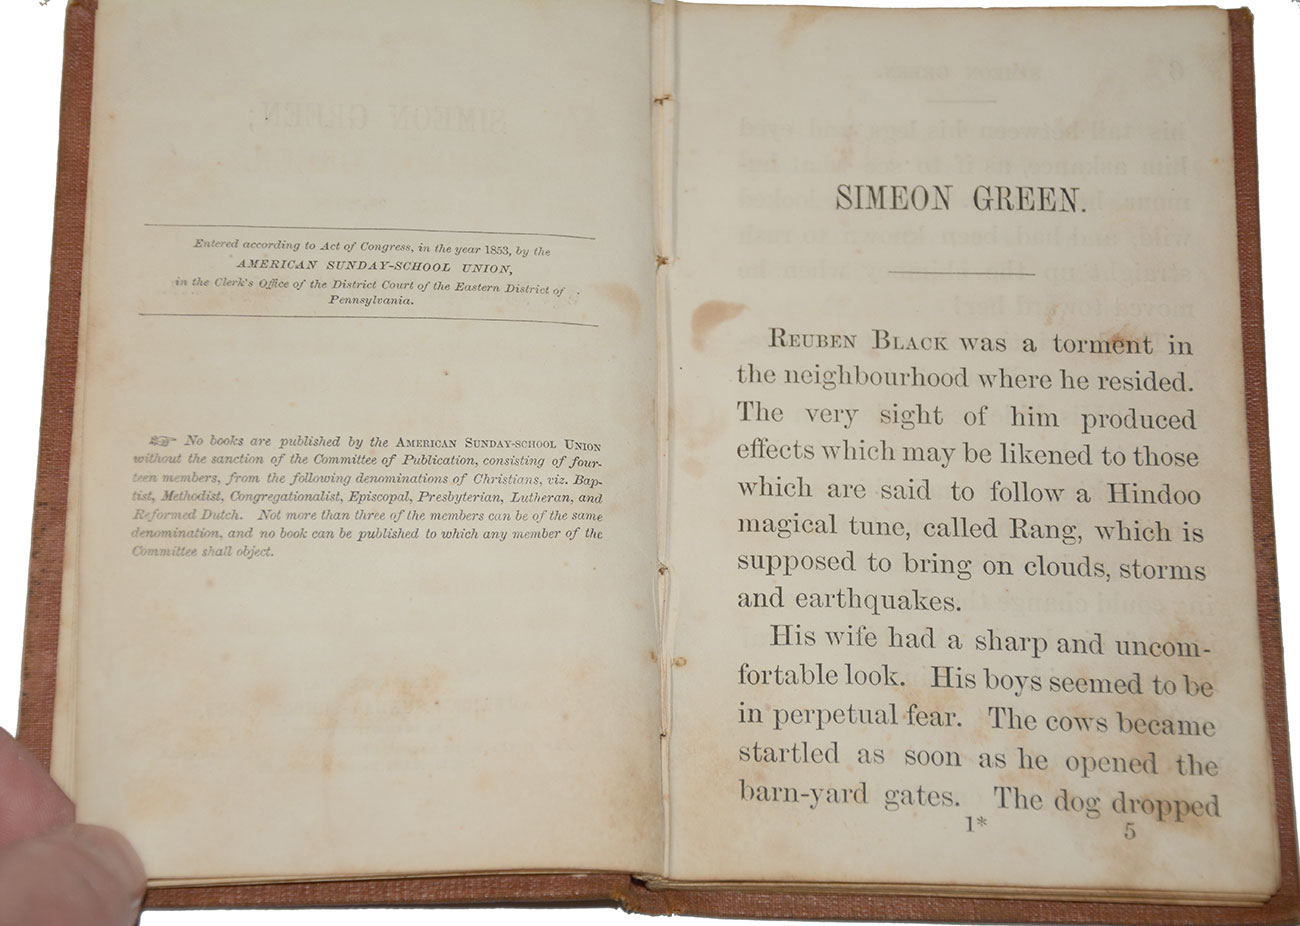 Entered according to Act of Congress, in the year 1853, by the
AMERICAN SUNDAY-SCHOOL UNION,
in the Clerk's Office of the District Court of the Eastern District of
Pennsylvania.
☞ No books are published by the AMERICAN SUNDAY-SCHOOL UNION
without the sanction of the Committee of Publication, consisting of four-
teen members, from the following denominations of Christians, viz. Bap-
tist, Methodist, Congregationalist, Episcopal, Presbyterian, Lutheran, and
Reformed Dutch. Not more than three of the members can be of the same
denomination, and no book can be published to which any member of the
Committee shall object.
SIMEON GREEN.
REUBEN BLACK was a torment in
the neighbourhood where he resided.
The very sight of him produced
effects which may be likened to those
which are said to follow a Hindoo
magical tune, called Rang, which is
supposed to bring on clouds, storms
and earthquakes.
His wife had a sharp and uncom-
fortable look. His boys seemed to be
in perpetual fear. The cows became
startled as soon as he opened the
barn-yard gates. The dog dropped
1* 5